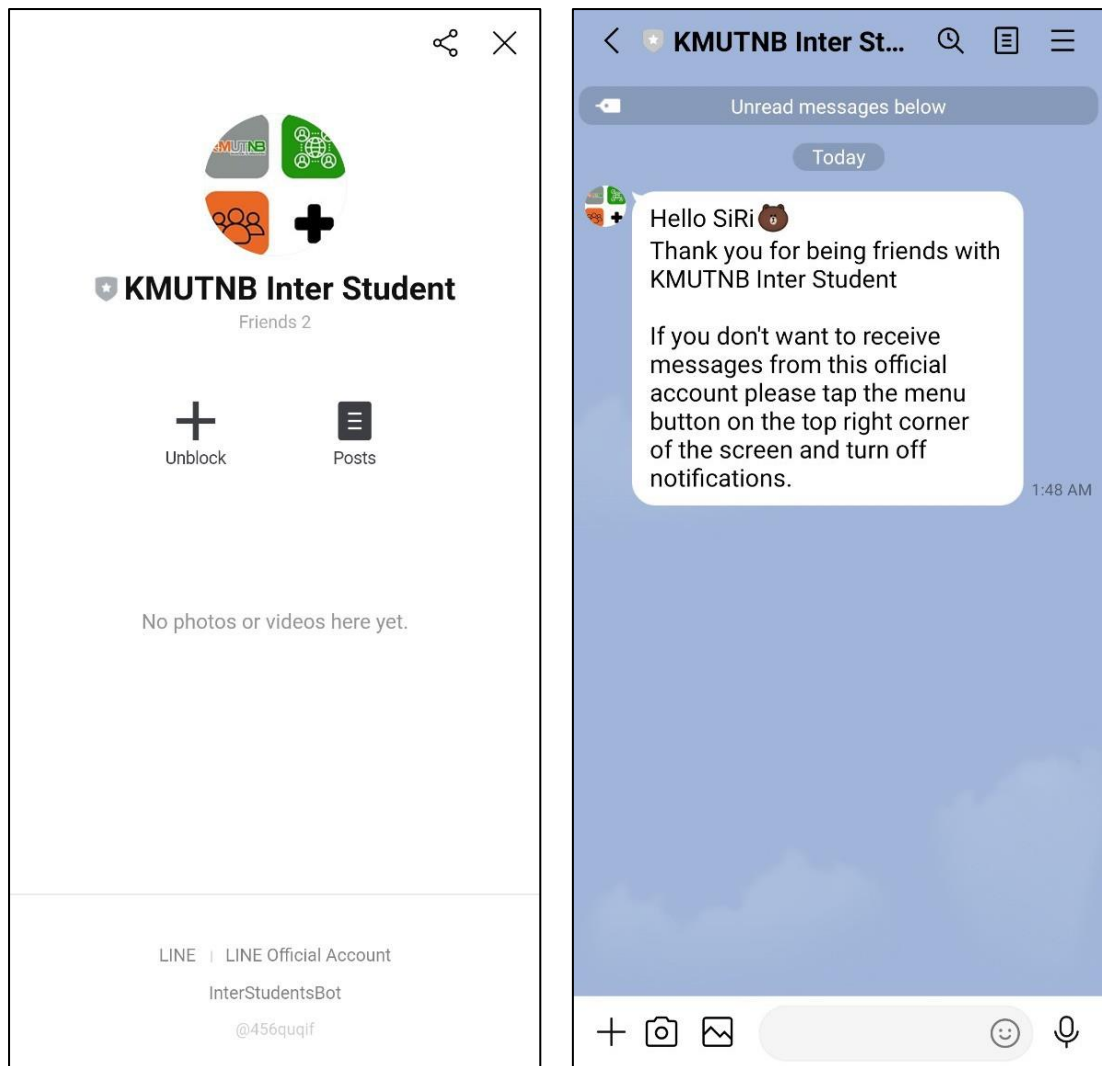 KMUTNB
KMUTNB Inter Student
Friends 2
Unblock
Posts
No photos or videos here yet.
LINE | LINE Official Account
InterStudentsBot
@456quqif
KMUTNB Inter St...
Unread messages below
Today
Hello SiRi
Thank you for being friends with
KMUTNB Inter Student
If you don't want to receive
messages from this official
account please tap the menu
button on the top right corner
of the screen and turn off
notifications.
1:48 AM